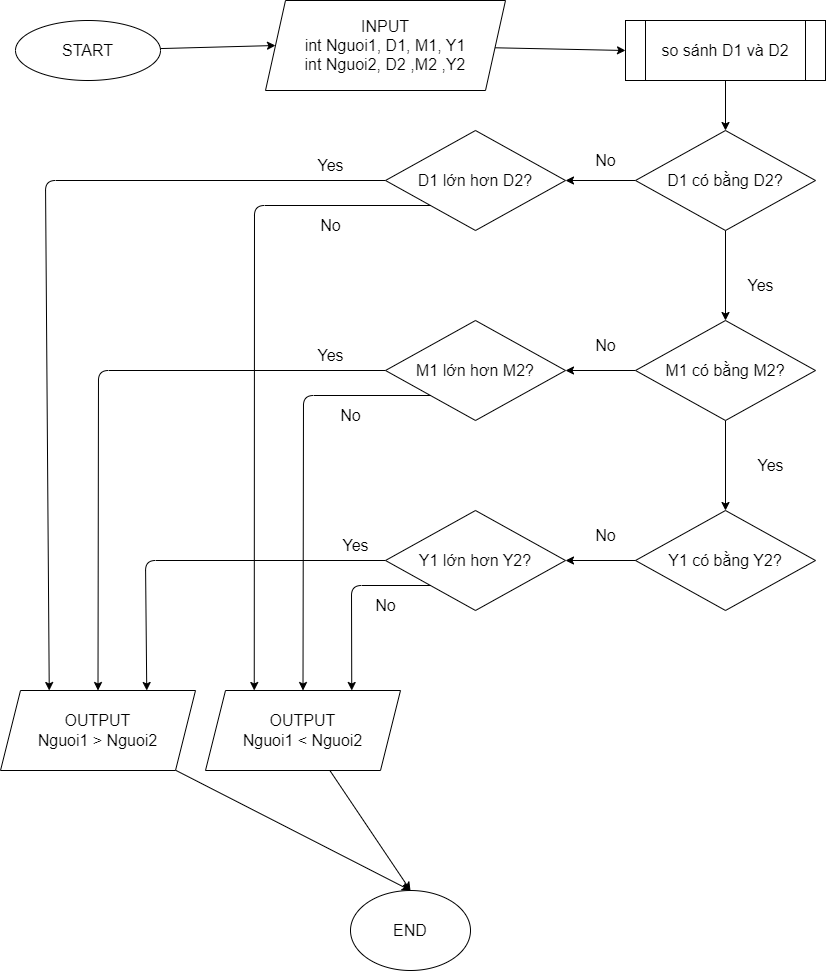 START
INPUT
int Nguoi1, D1, M1, Y1
int Nguoi2, D2 ,M2 ,Y2
so sánh D1 và D2
Yes
D1 lớn hơn D2?
No
D1 có bằng D2?
No
Yes
Yes
M1 lớn hơn M2?
No
M1 có bằng M2?
No
Yes
Yes
Y1 lớn hơn Y2?
No
Y1 có bằng Y2?
No
OUTPUT
Nguoi1 > Nguoi2
OUTPUT
Nguoi1 < Nguoi2
END